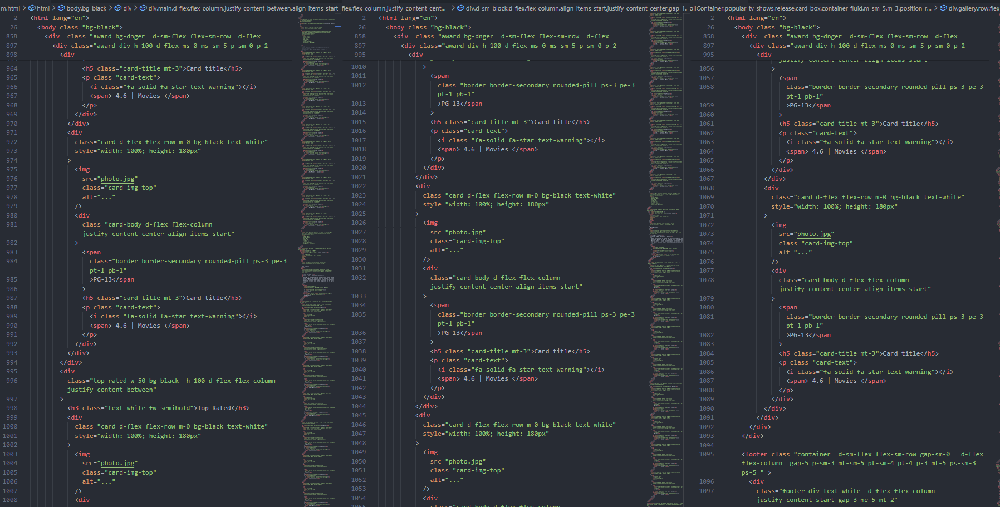 m.html > html > body.bg-black > div > div.main.d-flex.flex-column.justify-content-between.align-items-start
2 <html lang="en">
26 <body class="bg-black">
858 <div  class="award bg-dnger  d-sm-flex flex-sm-row  d-flex
897 <div class="award-div h-100 d-flex ms-0 ms-sm-5 p-sm-0 p-2
898 <div
964 <h5 class="card-title mt-3">Card title</h5>
965 <p class="card-text">
966 <i class="fa-solid fa-star text-warning"></i>
967 <span> 4.6 | Movies </span>
968 </p>
969 </div>
970 </div>
971 <div
972 class="card d-flex flex-row m-0 bg-black text-white"
973 style="width: 100%; height: 180px"
974 >
975 <img
976 src="photo.jpg"
977 class="card-img-top"
978 alt="..."
979 />
980 <div
981 class="card-body d-flex flex-column
justify-content-center align-items-start"
982 >
983 <span
984 class="border border-secondary rounded-pill ps-3 pe-3
pt-1 pb-1"
985 >PG-13</span
986 >
987 <h5 class="card-title mt-3">Card title</h5>
988 <p class="card-text">
989 <i class="fa-solid fa-star text-warning"></i>
990 <span> 4.6 | Movies </span>
991 </p>
992 </div>
993 </div>
994 </div>
995 <div
996 class="top-rated w-50 bg-black  h-100 d-flex flex-column
justify-content-between"
997 >
998 <h3 class="text-white fw-semibold">Top Rated</h3>
999 <div
1000 class="card d-flex flex-row m-0 bg-black text-white"
1001 style="width: 100%; height: 180px"
1002 >
1003 <img
1004 src="photo.jpg"
1005 class="card-img-top"
1006 alt="..."
1007 />
1008 <div
flex.flex-column.justify-content-cent... > div.d-sm-block.d-flex.flex-column.align-items-start.justify-content-center.gap-1.
2 <html lang="en">
26 <body class="bg-black">
858 <div  class="award bg-dnger  d-sm-flex flex-sm-row  d-flex
897 <div class="award-div h-100 d-flex ms-0 ms-sm-5 p-sm-0 p-2
995 <div
1010 >
1011 <span
1012 class="border border-secondary rounded-pill ps-3 pe-3
pt-1 pb-1"
1013 >PG-13</span
1014 >
1015 <h5 class="card-title mt-3">Card title</h5>
1016 <p class="card-text">
1017 <i class="fa-solid fa-star text-warning"></i>
1018 <span> 4.6 | Movies </span>
1019 </p>
1020 </div>
1021 </div>
1022 <div
1023 class="card d-flex flex-row m-0 bg-black text-white"
1024 style="width: 100%; height: 180px"
1025 >
1026 <img
1027 src="photo.jpg"
1028 class="card-img-top"
1029 alt="..."
1030 />
1031 <div
1032 class="card-body d-flex flex-column
justify-content-center align-items-start"
1033 >
1034 <span
1035 class="border border-secondary rounded-pill ps-3 pe-3
pt-1 pb-1"
1036 >PG-13</span
1037 >
1038 <h5 class="card-title mt-3">Card title</h5>
1039 <p class="card-text">
1040 <i class="fa-solid fa-star text-warning"></i>
1041 <span> 4.6 | Movies </span>
1042 </p>
1043 </div>
1044 </div>
1045 <div
1046 class="card d-flex flex-row m-0 bg-black text-white"
1047 style="width: 100%; height: 180px"
1048 >
1049 <img
1050 src="photo.jpg"
1051 class="card-img-top"
1052 alt="..."
1053 />
1054 <div
1055 class="card-body d-flex flex-column
ollContainer.popular-tv-shows.release.card-box.container-fluid.m-sm-5.m-3.position-r... > div.gallery.row.flex
2 <html lang="en">
26 <body class="bg-black">
858 <div  class="award bg-dnger  d-sm-flex flex-sm-row  d-flex
897 <div class="award-div h-100 d-flex ms-0 ms-sm-5 p-sm-0 p-2
995 <div
justify-content-center align-items-start"
1056 >
1057 <span
1058 class="border border-secondary rounded-pill ps-3 pe-3
pt-1 pb-1"
1059 >PG-13</span
1060 >
1061 <h5 class="card-title mt-3">Card title</h5>
1062 <p class="card-text">
1063 <i class="fa-solid fa-star text-warning"></i>
1064 <span> 4.6 | Movies </span>
1065 </p>
1066 </div>
1067 </div>
1068 <div
1069 class="card d-flex flex-row m-0 bg-black text-white"
1070 style="width: 100%; height: 180px"
1071 >
1072 <img
1073 src="photo.jpg"
1074 class="card-img-top"
1075 alt="..."
1076 />
1077 <div
1078 class="card-body d-flex flex-column
justify-content-center align-items-start"
1079 >
1080 <span
1081 class="border border-secondary rounded-pill ps-3 pe-3
pt-1 pb-1"
1082 >PG-13</span
1083 >
1084 <h5 class="card-title mt-3">Card title</h5>
1085 <p class="card-text">
1086 <i class="fa-solid fa-star text-warning"></i>
1087 <span> 4.6 | Movies </span>
1088 </p>
1089 </div>
1090 </div>
1091 </div>
1092 </div>
1093 </div>
1094
1095 <footer class="container  d-sm-flex flex-sm-row gap-sm-0   d-flex
flex-column  gap-5 p-sm-3 mt-sm-5 pt-sm-4 pt-4 p-3 mt-5 ps-sm-3
ps-5 " >
1096 <div
1097 class="footer-div text-white  d-flex flex-column
justify-content-start gap-3 me-5 mt-2"